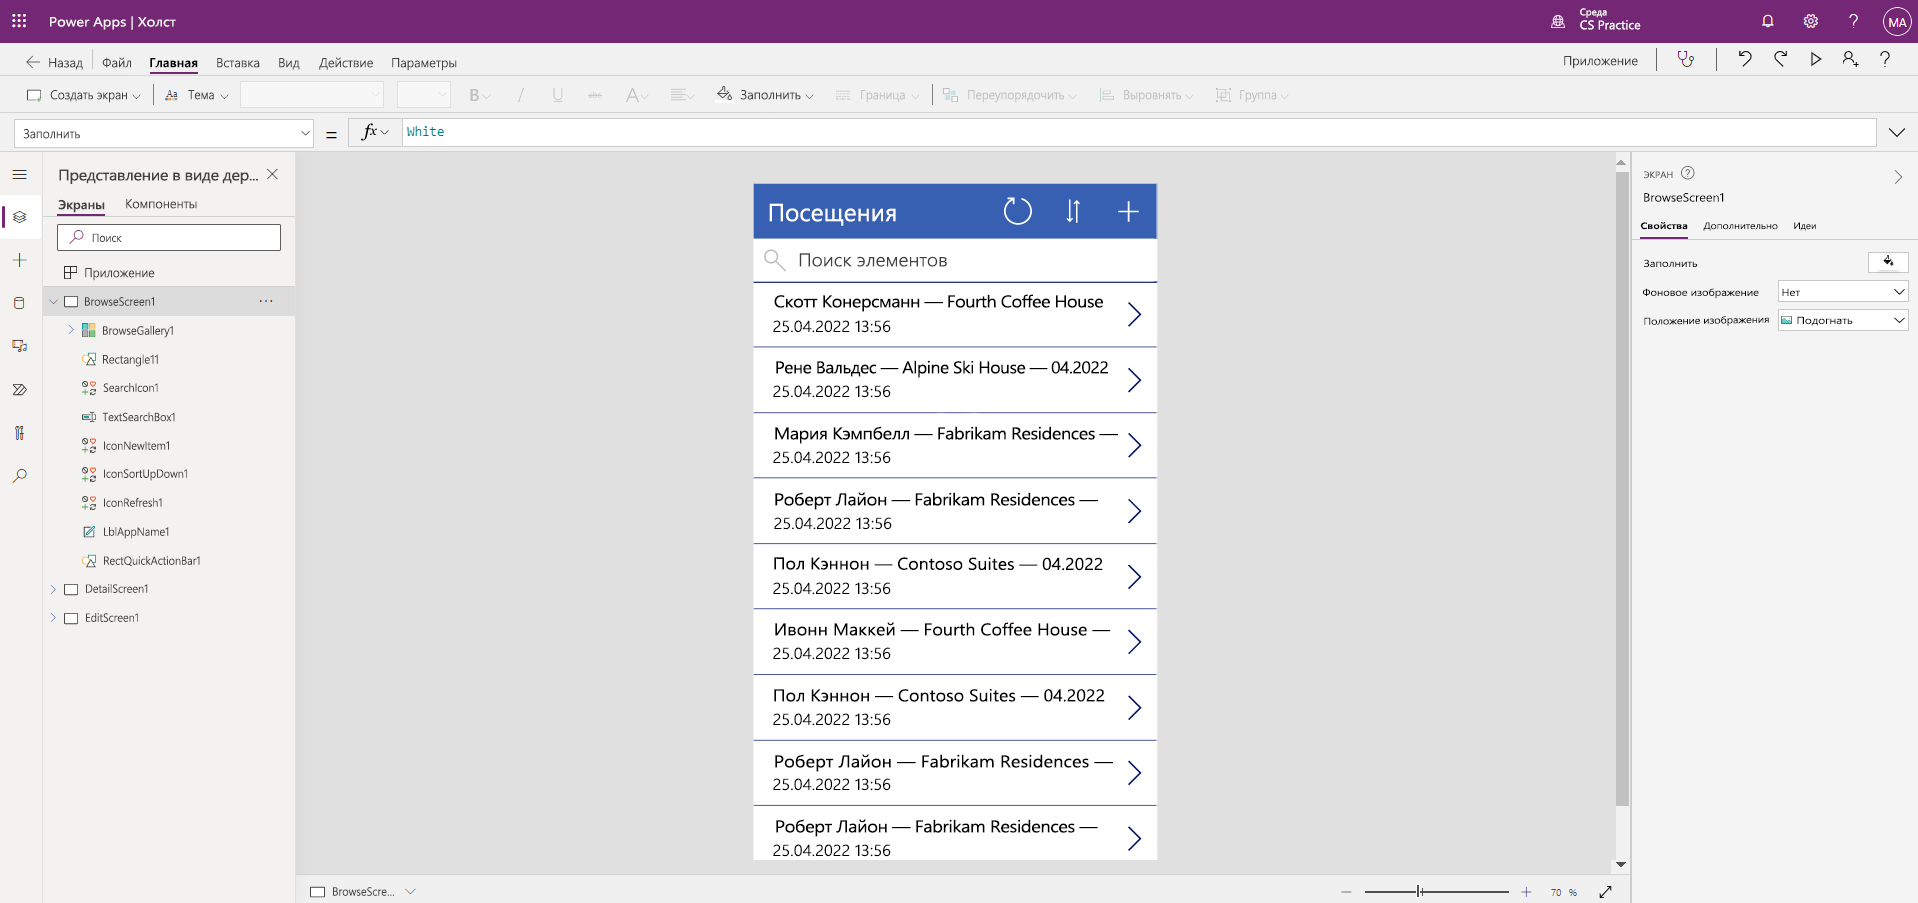 Power Apps | Холст
Среда
CS Practice
MA
Назад
Файл
Главная
Вставка
Вид
Действие
Параметры
Приложение
Создать экран
Тема
B
U
abc
A
Заполнить
Граница
Переупорядочить
Выровнять
Группа
Заполнить
=
fx
White
Представление в виде дер...
Экраны
Компоненты
Поиск
Приложение
BrowseScreen1
BrowseGallery1
Rectangle11
SearchIcon1
TextSearchBox1
IconNewItem1
IconSortUpDown1
IconRefresh1
LblAppName1
RectQuickActionBar1
DetailScreen1
EditScreen1
Посещения
Поиск элементов
Скотт Конерсманн — Fourth Coffee House
25.04.2022 13:56
Рене Вальдес — Alpine Ski House — 04.2022
25.04.2022 13:56
Мария Кэмпбелл — Fabrikam Residences —
25.04.2022 13:56
Роберт Лайон — Fabrikam Residences —
25.04.2022 13:56
Пол Кэннон — Contoso Suites — 04.2022
25.04.2022 13:56
Ивонн Маккей — Fourth Coffee House —
25.04.2022 13:56
Пол Кэннон — Contoso Suites — 04.2022
25.04.2022 13:56
Роберт Лайон — Fabrikam Residences —
25.04.2022 13:56
Роберт Лайон — Fabrikam Residences —
25.04.2022 13:56
BrowseScre...
70 %
ЭКРАН
BrowseScreen1
Свойства
Дополнительно
Идеи
Заполнить
Фоновое изображение
Нет
Положение изображения
Подогнать